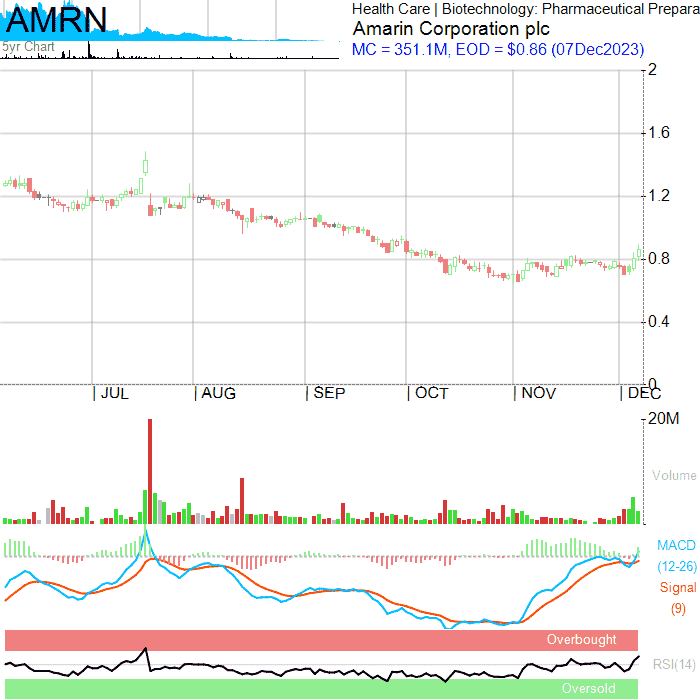 AMRN
5yr Chart
Health Care | Biotechnology: Pharmaceutical Prepara
Amarin Corporation plc
MC = 351.1M, EOD = $0.86 (07Dec2023)
2
1.6
1.2
0.8
0.4
0
JUL
AUG
SEP
OCT
NOV
DEC
20M
Volume
MACD
(12-26)
Signal
(9)
Overbought
RSI(14)
Oversold